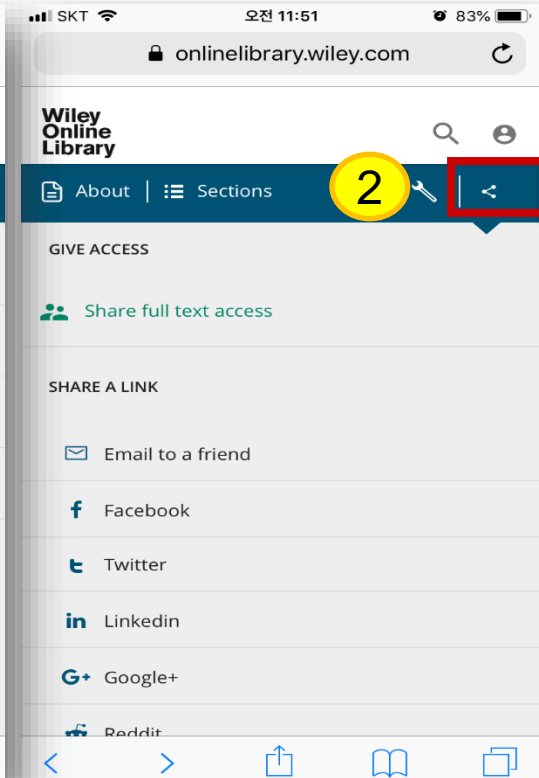 SKT 오전 11:51 83%
onlinelibrary.wiley.com
Wiley
Online
Library
About | Sections 2
GIVE ACCESS
Share full text access
SHARE A LINK
Email to a friend
Facebook
Twitter
Linkedin
Google+
Reddit